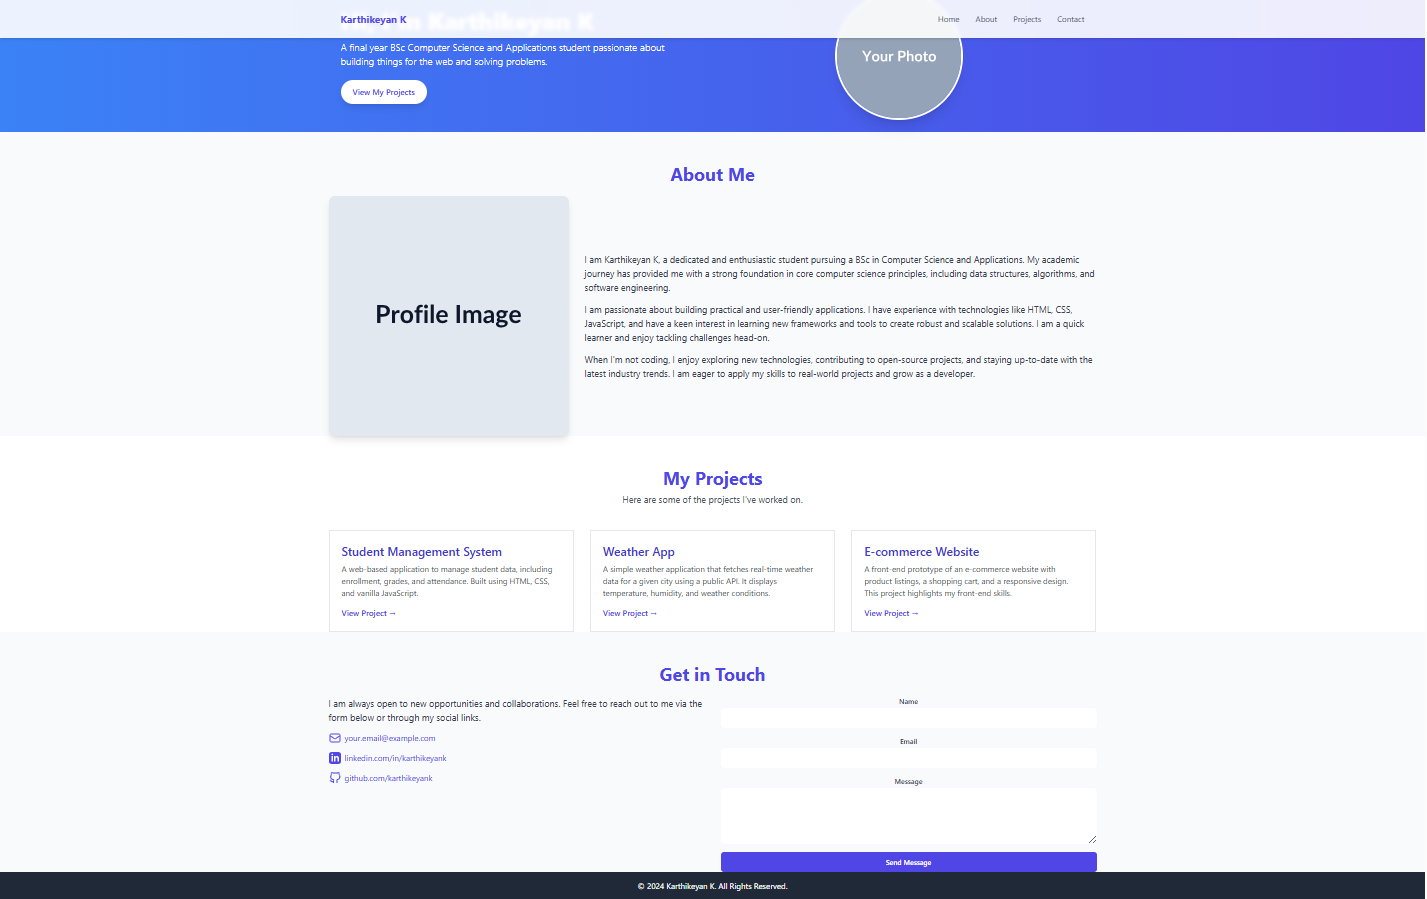 Karthikeyan K
Home
About
Projects
Contact
Hi, I'm Karthikeyan K
A final year BSc Computer Science and Applications student passionate about
building things for the web and solving problems.
View My Projects
Your Photo
About Me
Profile Image
I am Karthikeyan K, a dedicated and enthusiastic student pursuing a BSc in Computer Science and Applications. My academic
journey has provided me with a strong foundation in core computer science principles, including data structures, algorithms, and
software engineering.
I am passionate about building practical and user-friendly applications. I have experience with technologies like HTML, CSS,
JavaScript, and have a keen interest in learning new frameworks and tools to create robust and scalable solutions. I am a quick
learner and enjoy tackling challenges head-on.
When I'm not coding, I enjoy exploring new technologies, contributing to open-source projects, and staying up-to-date with the
latest industry trends. I am eager to apply my skills to real-world projects and grow as a developer.
My Projects
Here are some of the projects I've worked on.
Student Management System
A web-based application to manage student data, including
enrollment, grades, and attendance. Built using HTML, CSS,
and vanilla JavaScript.
View Project →
Weather App
A simple weather application that fetches real-time weather
data for a given city using a public API. It displays
temperature, humidity, and weather conditions.
View Project →
E-commerce Website
A front-end prototype of an e-commerce website with
product listings, a shopping cart, and a responsive design.
This project highlights my front-end skills.
View Project →
Get in Touch
I am always open to new opportunities and collaborations. Feel free to reach out to me via the
form below or through my social links.
your.email@example.com
linkedin.com/in/karthikeyank
github.com/karthikeyank
Name
Email
Message
Send Message
© 2024 Karthikeyan K. All Rights Reserved.